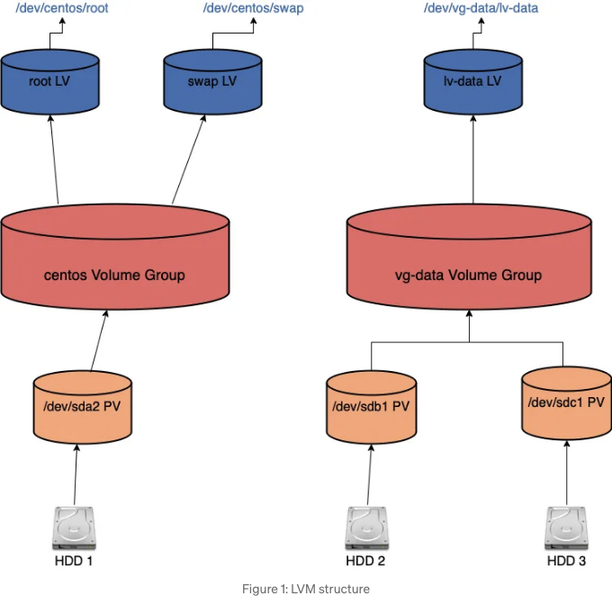 /dev/centos/root
/dev/centos/swap
/dev/vg-data/lv-data
root LV
swap LV
lv-data LV
centos Volume Group
vg-data Volume Group
/dev/sda2 PV
/dev/sdb1 PV
/dev/sdc1 PV
HDD 1
HDD 2
HDD 3
Figure 1: LVM structure